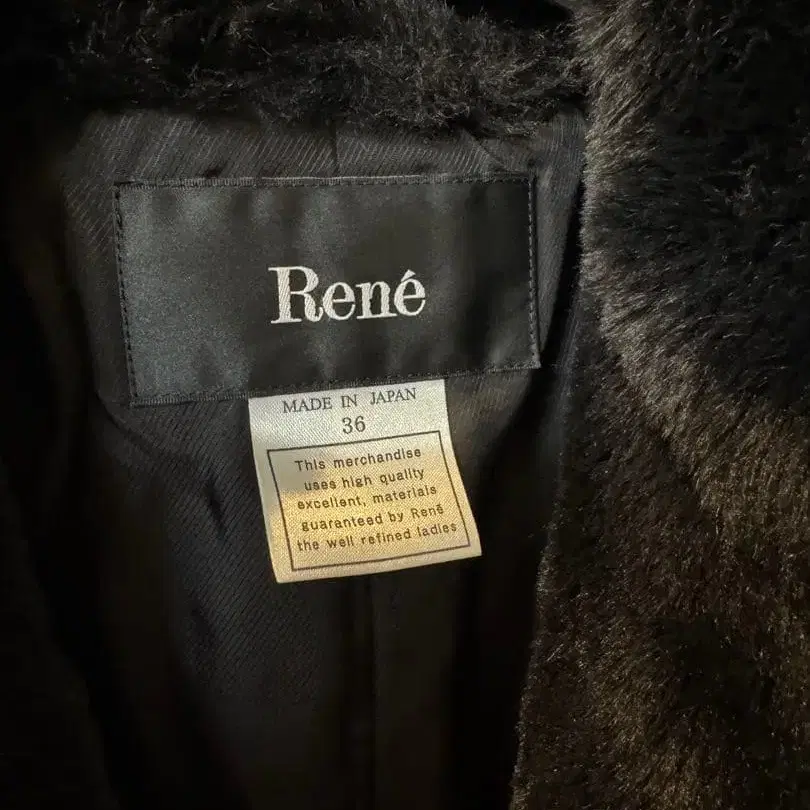 René
MADE IN JAPAN
36
This merchandise
uses high quality
excellent, materials
guaranteed by René
the well refined ladies